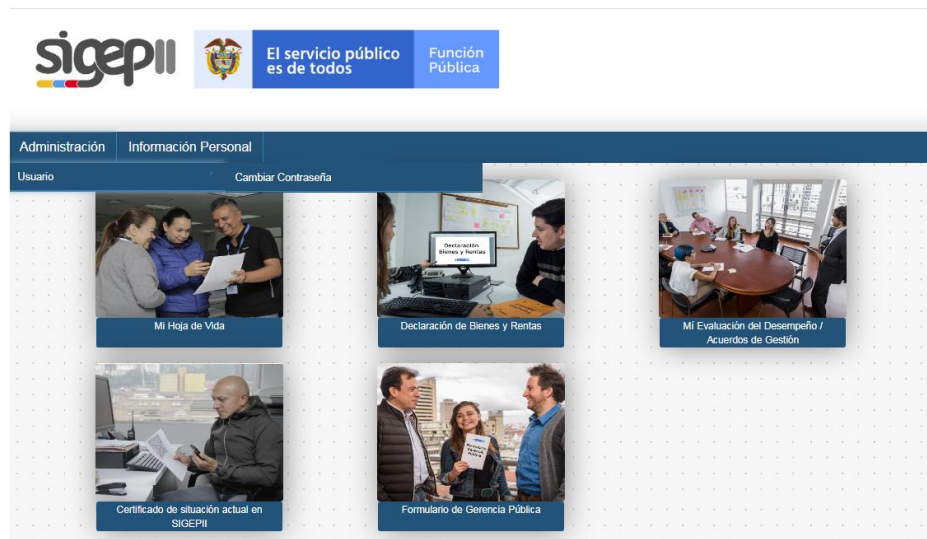 sigepII
El servicio público
es de todos
Función
Pública
Administración
Información Personal
Usuario
Cambiar Contraseña
Declaración
Bienes y Rentas
Mi Hoja de Vida
Declaración de Bienes y Rentas
Mí Evaluación del Desempeño /
Acuerdos de Gestión
Certificado de situación actual en
SIGEPII
Formulario de Gerencia Pública